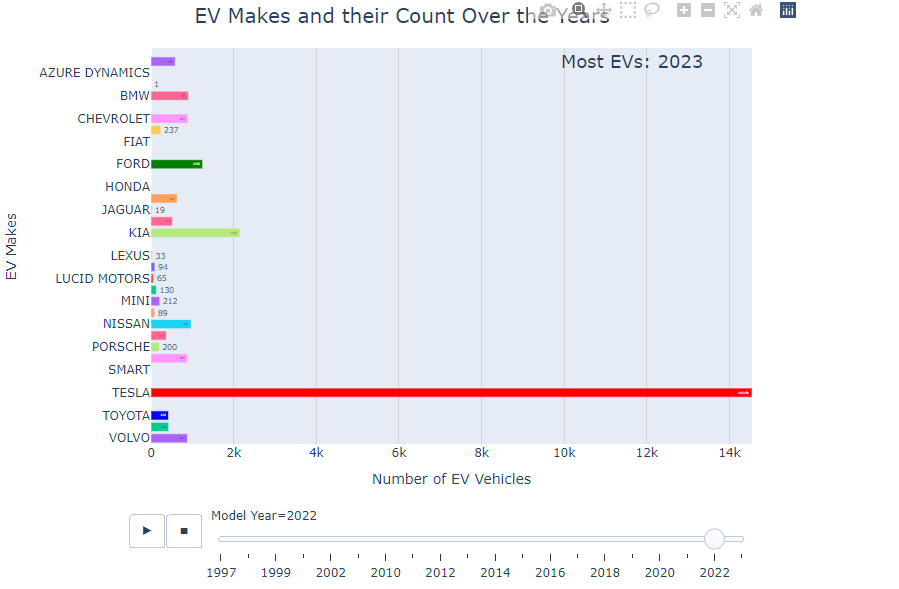 EV Makes and their Count Over the Years
Most EVs: 2023
AZURE DYNAMICS
1
BMW
CHEVROLET
237
FIAT
FORD
HONDA
JAGUAR 19
KIA
LEXUS 33
94
LUCID MOTORS 65
130
MINI 212
89
NISSAN
PORSCHE 200
SMART
TESLA
TOYOTA
VOLVO
EV Makes
0 2k 4k 6k 8k 10k 12k 14k
Number of EV Vehicles
Model Year=2022
1997 1999 2002 2010 2012 2014 2016 2018 2020 2022